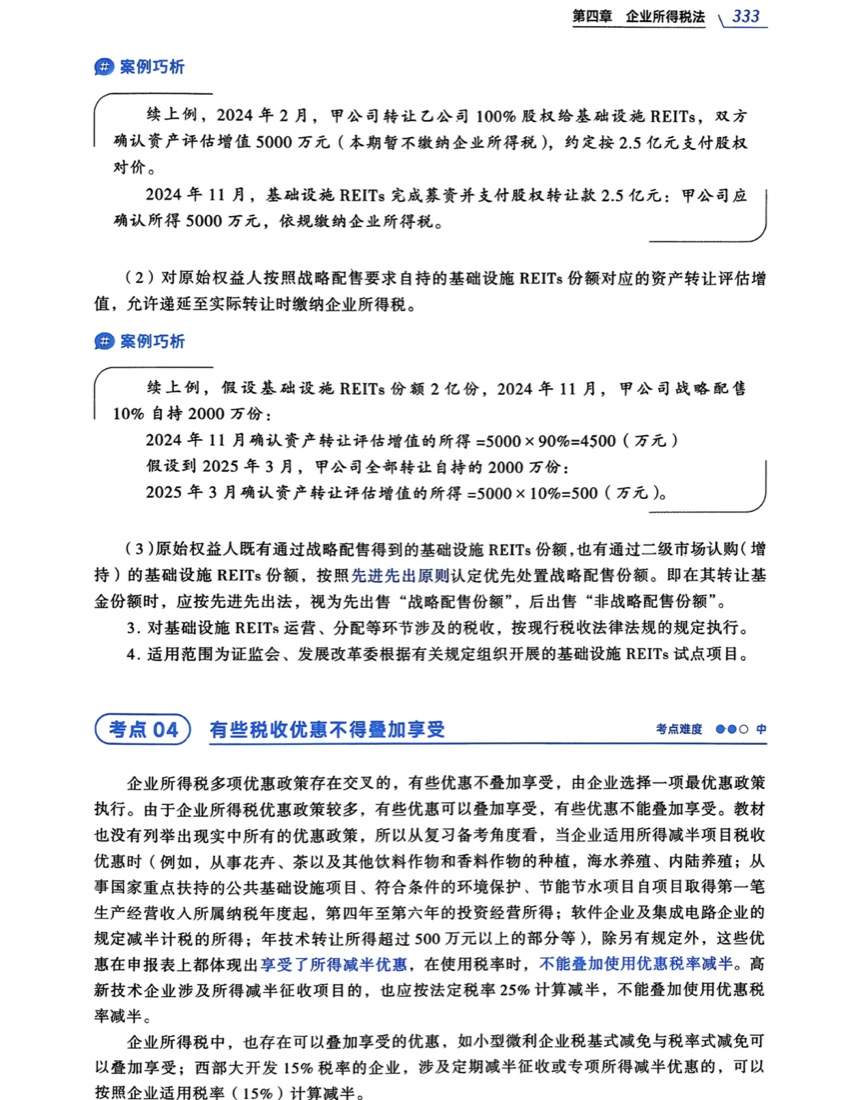 第四章 企业所得税法 333
# 案例巧析
续上例，2024 年 2 月，甲公司转让乙公司 100% 股权给基础设施 REITs，双方
确认资产评估增值 5000 万元（本期暂不缴纳企业所得税），约定按 2.5 亿元支付股权
对价。
2024 年 11 月，基础设施 REITs 完成募资并支付股权转让款 2.5 亿元：甲公司应
确认所得 5000 万元，依规缴纳企业所得税。
（2）对原始权益人按照战略配售要求自持的基础设施 REITs 份额对应的资产转让评估增
值，允许递延至实际转让时缴纳企业所得税。
# 案例巧析
续上例，假设基础设施 REITs 份额 2 亿份，2024 年 11 月，甲公司战略配售
10% 自持 2000 万份：
2024 年 11 月确认资产转让评估增值的所得 =5000×90%=4500（万元）
假设到 2025 年 3 月，甲公司全部转让自持的 2000 万份：
2025 年 3 月确认资产转让评估增值的所得 =5000×10%=500（万元）。
（3）原始权益人既有通过战略配售得到的基础设施 REITs 份额，也有通过二级市场认购（增
持）的基础设施 REITs 份额，按照先进先出原则认定优先处置战略配售份额。即在其转让基
金份额时，应按先进先出法，视为先出售“战略配售份额”，后出售“非战略配售份额”。
3. 对基础设施 REITs 运营、分配等环节涉及的税收，按现行税收法律法规的规定执行。
4. 适用范围为证监会、发展改革委根据有关规定组织开展的基础设施 REITs 试点项目。
考点 04 有些税收优惠不得叠加享受 考点难度 ●●○ 中
企业所得税多项优惠政策存在交叉的，有些优惠不叠加享受，由企业选择一项最优惠政策
执行。由于企业所得税优惠政策较多，有些优惠可以叠加享受，有些优惠不能叠加享受。教材
也没有列举出现实中所有的优惠政策，所以从复习备考角度看，当企业适用所得减半项目税收
优惠时（例如，从事花卉、茶以及其他饮料作物和香料作物的种植，海水养殖、内陆养殖；从
事国家重点扶持的公共基础设施项目、符合条件的环境保护、节能节水项目自项目取得第一笔
生产经营收入所属纳税年度起，第四年至第六年的投资经营所得；软件企业及集成电路企业的
规定减半计税的所得；年技术转让所得超过 500 万元以上的部分等），除另有规定外，这些优
惠在申报表上都体现出享受了所得减半优惠，在使用税率时，不能叠加使用优惠税率减半。高
新技术企业涉及所得减半征收项目的，也应按法定税率 25% 计算减半，不能叠加使用优惠税
率减半。
企业所得税中，也存在可以叠加享受的优惠，如小型微利企业税基式减免与税率式减免可
以叠加享受；西部大开发 15% 税率的企业，涉及定期减半征收或专项所得减半优惠的，可以
按照企业适用税率（15%）计算减半。